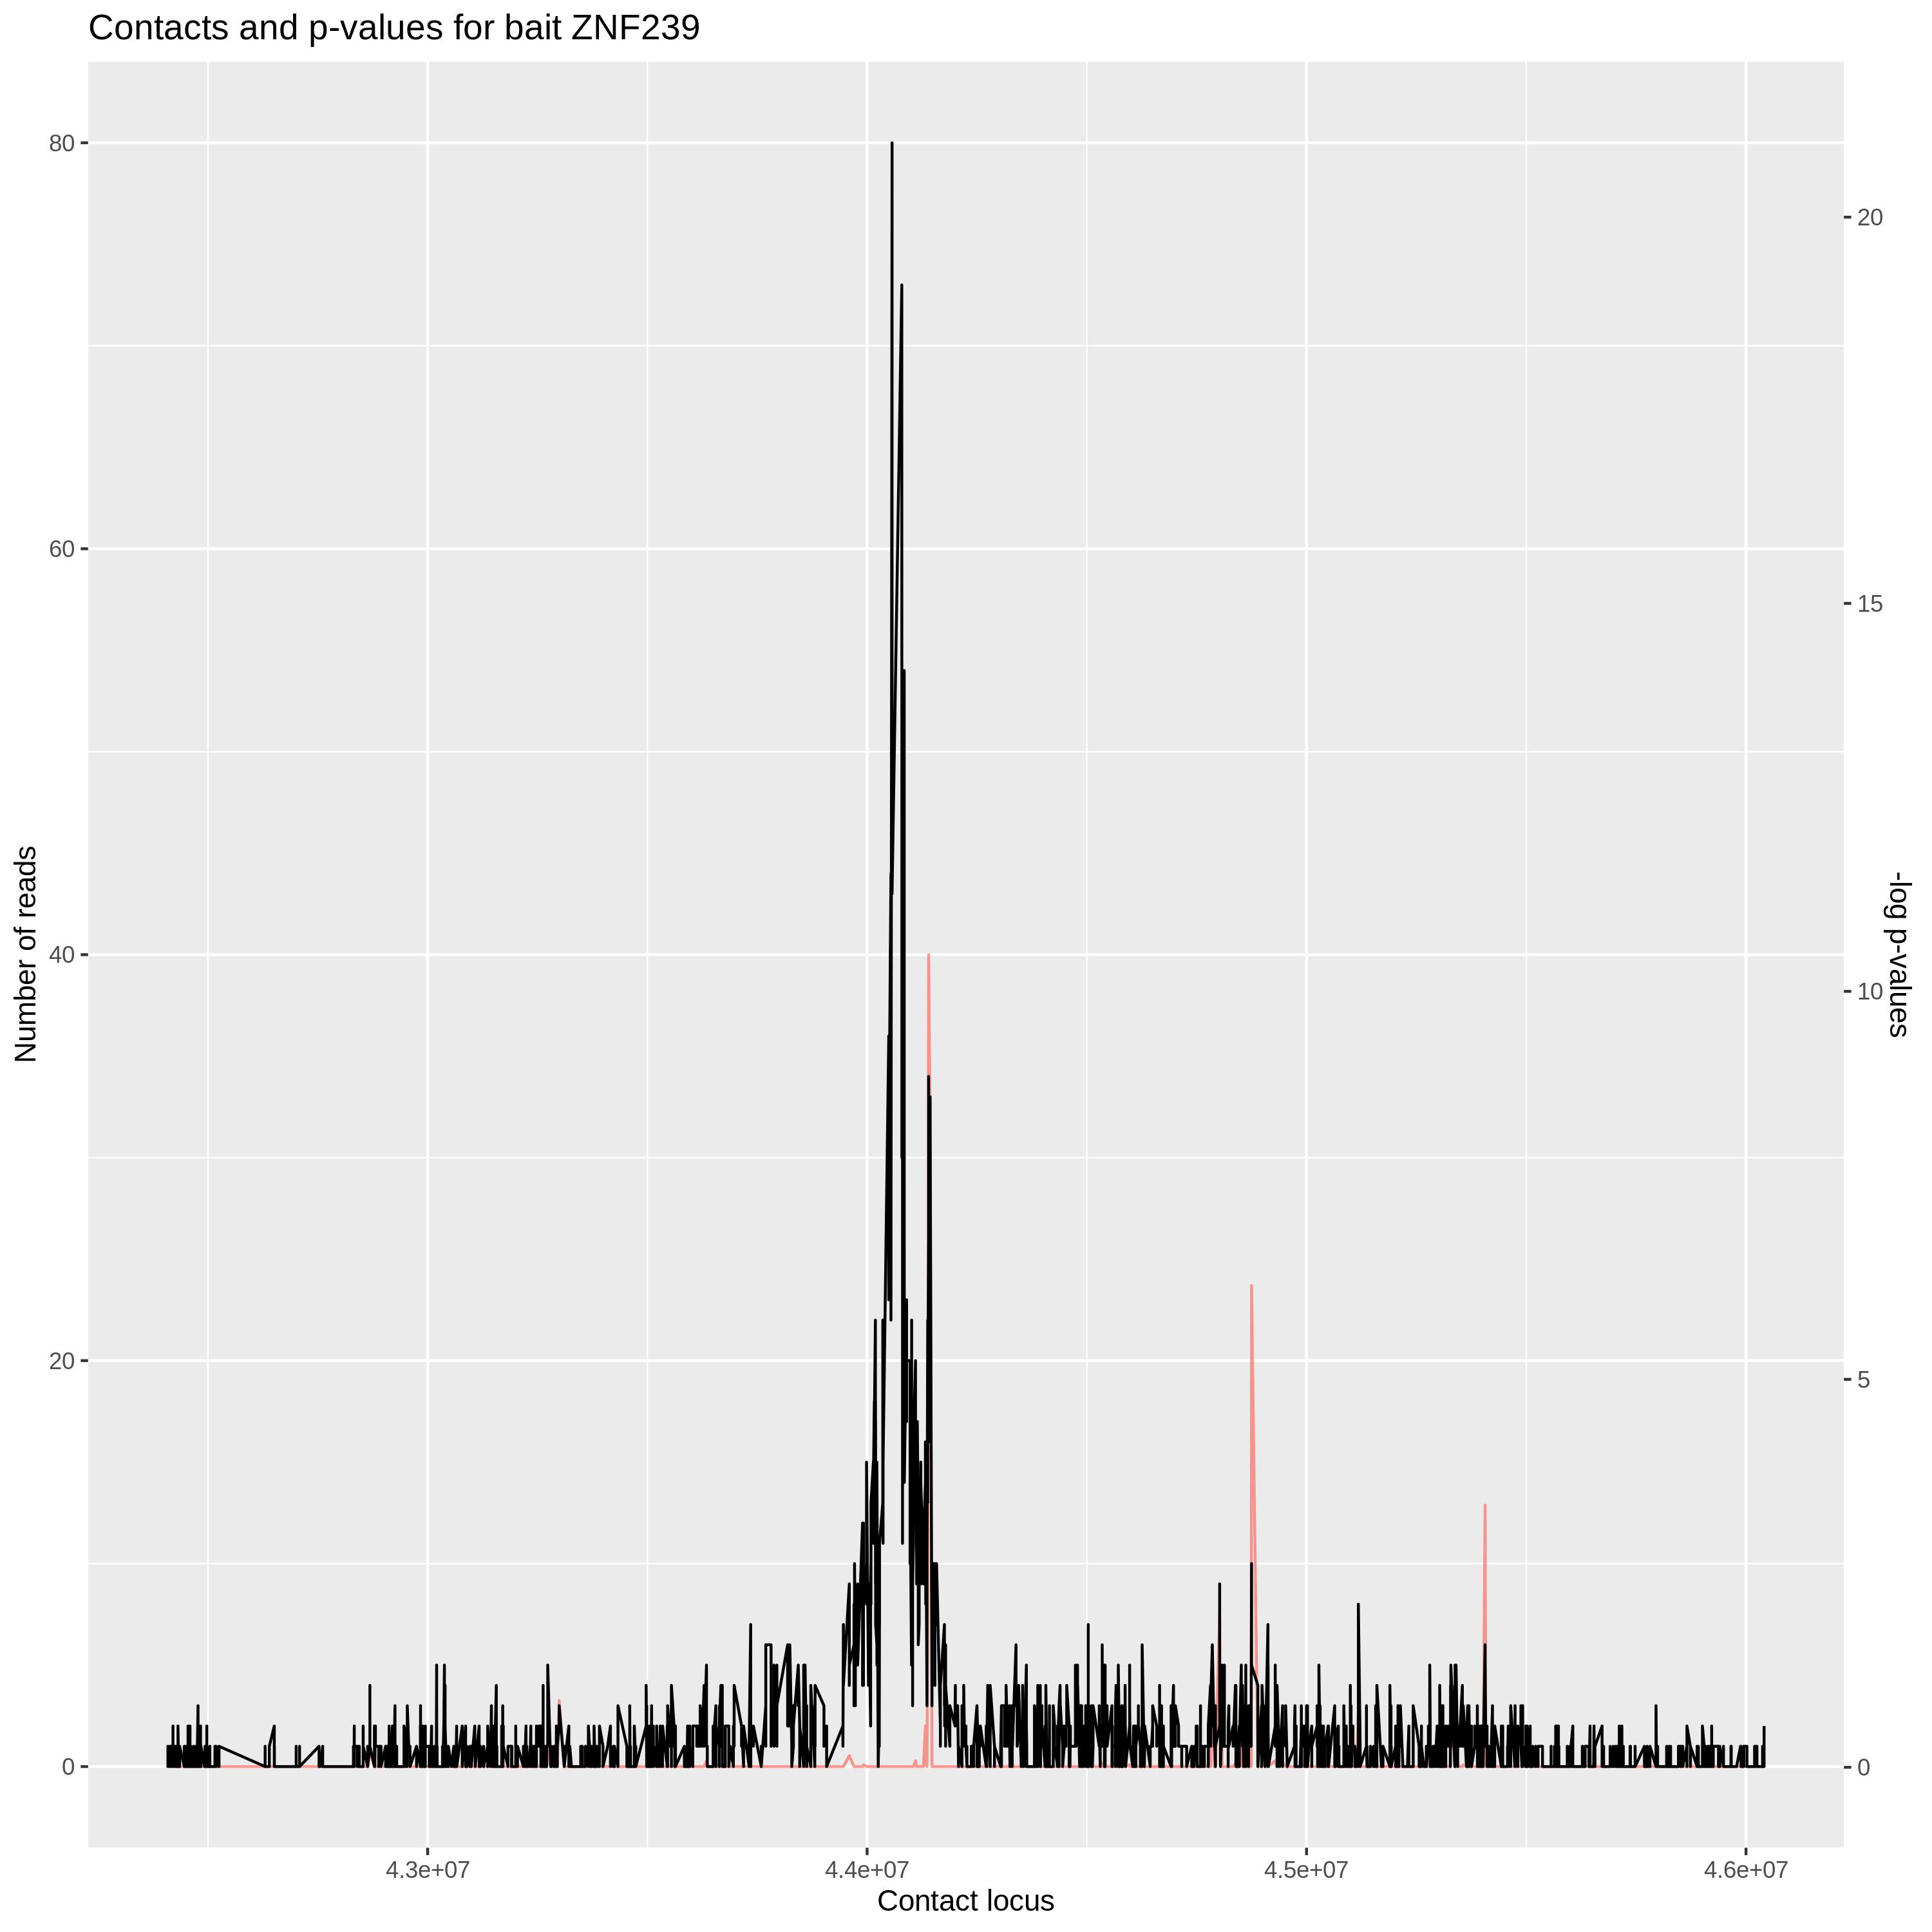 Contacts and p-values for bait ZNF239
80
60
40
20
0
Number of reads
20
15
10
5
0
-log p-values
4.3e+07
4.4e+07
4.5e+07
4.6e+07
Contact locus